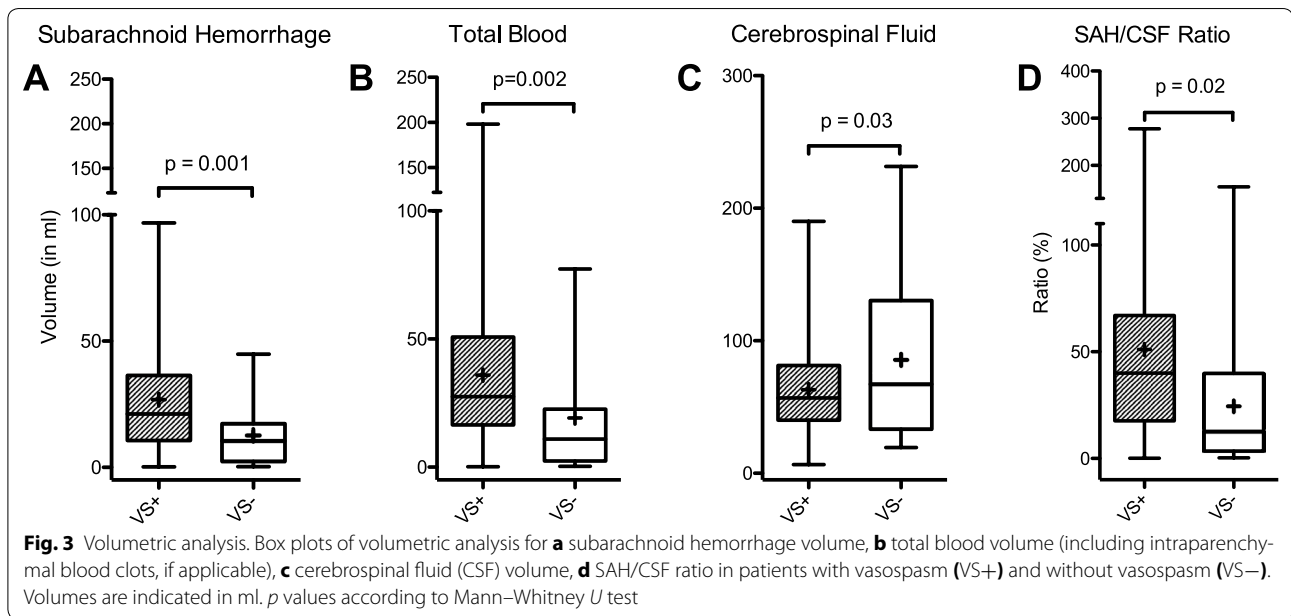 Subarachnoid Hemorrhage
Total Blood
Cerebrospinal Fluid
SAH/CSF Ratio
A
250
200
150
100
50
0
Volume (in ml)
p = 0.001
VS+
VS-
B
250
200
150
100
50
0
p=0.002
VS+
VS-
C
300
200
100
0
p = 0.03
VS+
VS-
D
400
300
200
100
50
0
Ratio (%)
p = 0.02
VS+
VS-
Fig. 3 Volumetric analysis. Box plots of volumetric analysis for a subarachnoid hemorrhage volume, b total blood volume (including intraparenchy-
mal blood clots, if applicable), c cerebrospinal fluid (CSF) volume, d SAH/CSF ratio in patients with vasospasm (VS+) and without vasospasm (VS−).
Volumes are indicated in ml. p values according to Mann–Whitney U test